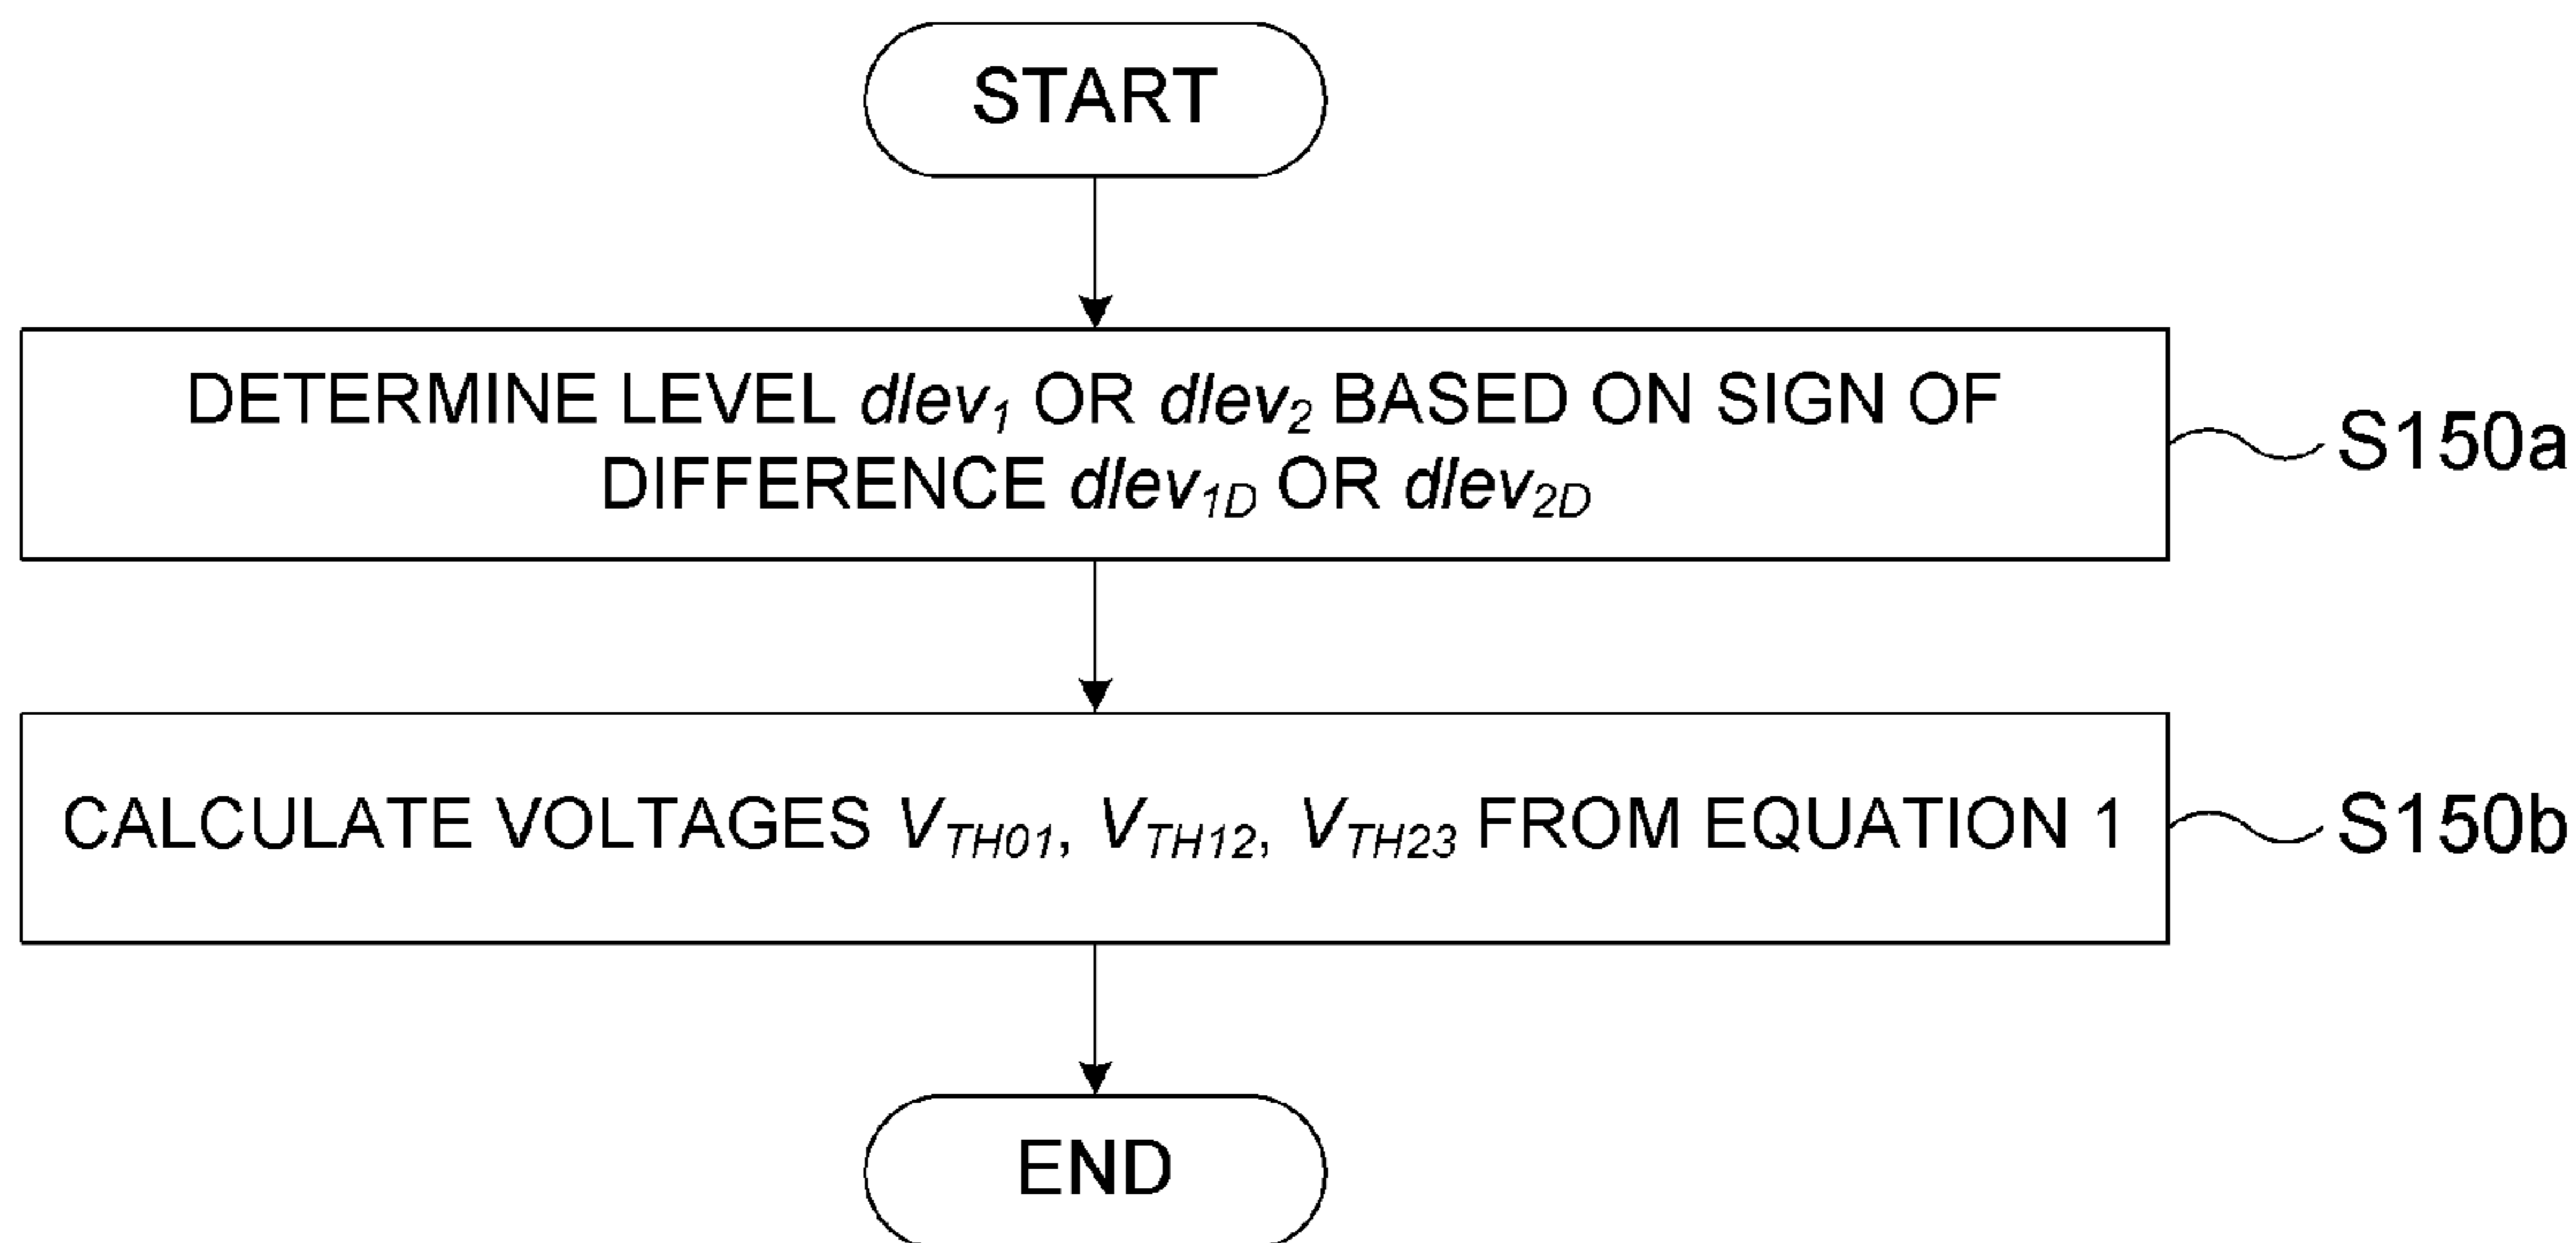 START
DETERMINE LEVEL dlev₁ OR dlev₂ BASED ON SIGN OF
DIFFERENCE dlev₁D OR dlev₂D
S150a
CALCULATE VOLTAGES VTH01, VTH12, VTH23 FROM EQUATION 1
S150b
END